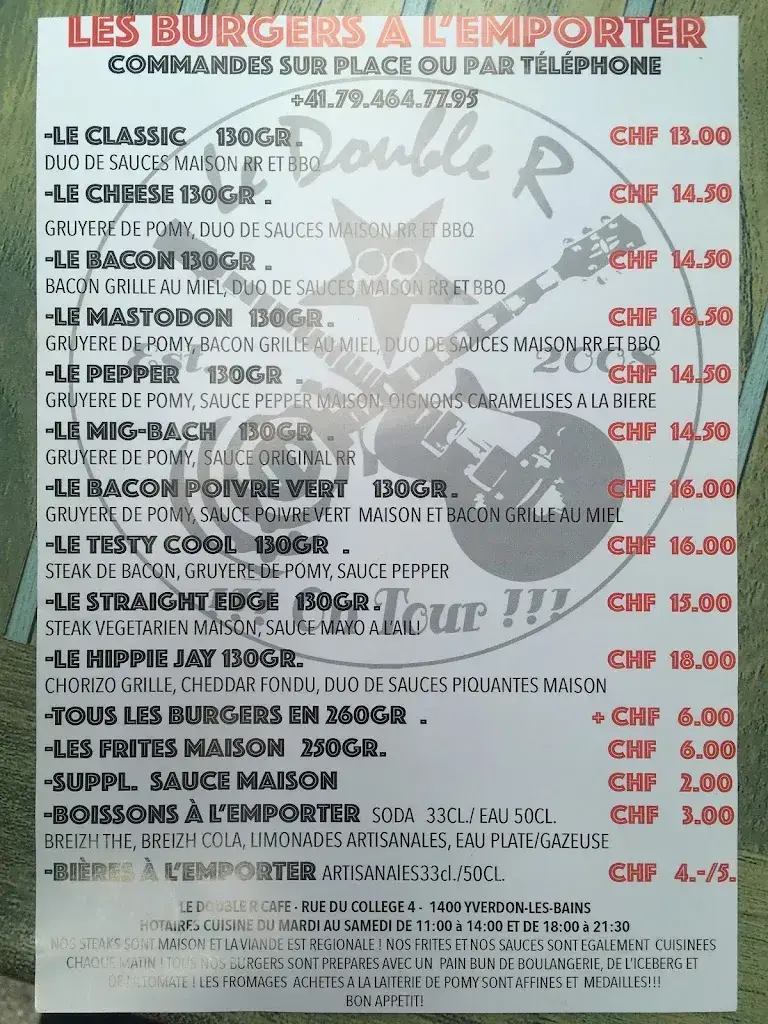 LES BURGERS A L'EMPORTER
COMMANDES SUR PLACE OU PAR TÉLÉPHONE
+41.79.464.77.95
Le Double R
Est. 2008
!!! On Tour !!!
-LE CLASSIC 130GR. CHF 13.00
DUO DE SAUCES MAISON RR ET BBQ
-LE CHEESE 130GR . CHF 14.50
GRUYERE DE POMY, DUO DE SAUCES MAISON RR ET BBQ
-LE BACON 130GR . CHF 14.50
BACON GRILLE AU MIEL, DUO DE SAUCES MAISON RR ET BBQ
-LE MASTODON 130GR. CHF 16.50
GRUYERE DE POMY, BACON GRILLE AU MIEL, DUO DE SAUCES MAISON RR ET BBQ
-LE PEPPER 130GR . CHF 14.50
GRUYERE DE POMY, SAUCE PEPPER MAISON, OIGNONS CARAMELISES A LA BIERE
-LE MIG-BACH 130GR . CHF 14.50
GRUYERE DE POMY, SAUCE ORIGINAL RR
-LE BACON POIVRE VERT 130GR. CHF 16.00
GRUYERE DE POMY, SAUCE POIVRE VERT MAISON ET BACON GRILLE AU MIEL
-LE TESTY COOL 130GR . CHF 16.00
STEAK DE BACON, GRUYERE DE POMY, SAUCE PEPPER
-LE STRAIGHT EDGE 130GR. CHF 15.00
STEAK VEGETARIEN MAISON, SAUCE MAYO A L'AIL!
-LE HIPPIE JAY 130GR. CHF 18.00
CHORIZO GRILLE, CHEDDAR FONDU, DUO DE SAUCES PIQUANTES MAISON
-TOUS LES BURGERS EN 260GR . + CHF 6.00
-LES FRITES MAISON 250GR. CHF 6.00
-SUPPL. SAUCE MAISON CHF 2.00
-BOISSONS À L'EMPORTER SODA 33CL./ EAU 50CL. CHF 3.00
BREIZH THE, BREIZH COLA, LIMONADES ARTISANALES, EAU PLATE/GAZEUSE
-BIÈRES À L'EMPORTER ARTISANAlES33cl./50CL. CHF 4.-/5.
LE DOUBLE R CAFE - RUE DU COLLEGE 4 - 1400 YVERDON-LES-BAINS
HOTAIRES CUISINE DU MARDI AU SAMEDI DE 11:00 à 14:00 ET DE 18:00 à 21:30
NOS STEAKS SONT MAISON ET LA VIANDE EST REGIONALE ! NOS FRITES ET NOS SAUCES SONT EGALEMENT CUISINEES
CHAQUE MATIN ! TOUS NOS BURGERS SONT PREPARES AVEC UN PAIN BUN DE BOULANGERIE, DE L'ICEBERG ET
DE LA TOMATE ! LES FROMAGES ACHETES A LA LAITERIE DE POMY SONT AFFINES ET MEDAILLES!!!
BON APPETIT!